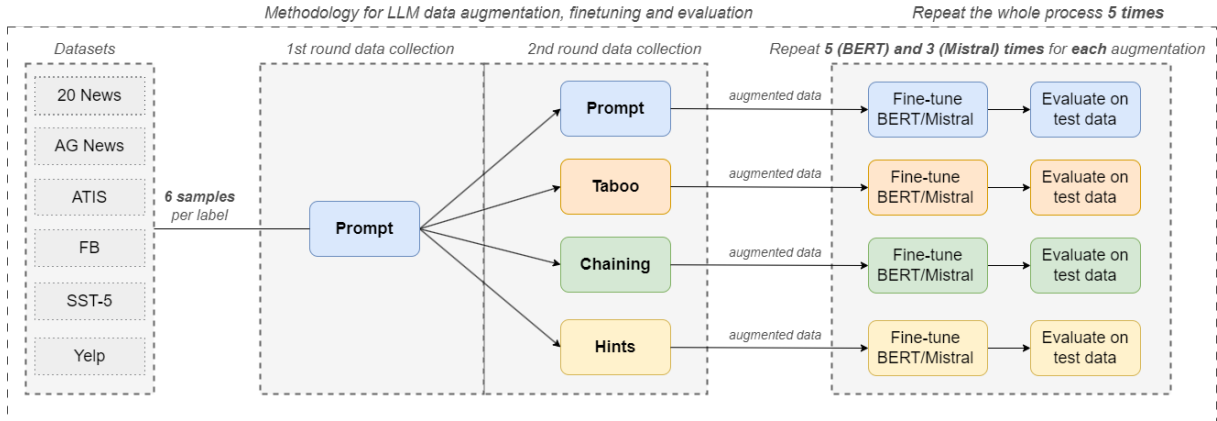 Methodology for LLM data augmentation, finetuning and evaluation
Repeat the whole process 5 times
Datasets
1st round data collection
2nd round data collection
Repeat 5 (BERT) and 3 (Mistral) times for each augmentation
20 News
AG News
ATIS
FB
SST-5
Yelp
6 samples
per label
Prompt
Prompt
augmented data
Fine-tune
BERT/Mistral
Evaluate on
test data
Taboo
augmented data
Fine-tune
BERT/Mistral
Evaluate on
test data
Chaining
augmented data
Fine-tune
BERT/Mistral
Evaluate on
test data
Hints
augmented data
Fine-tune
BERT/Mistral
Evaluate on
test data